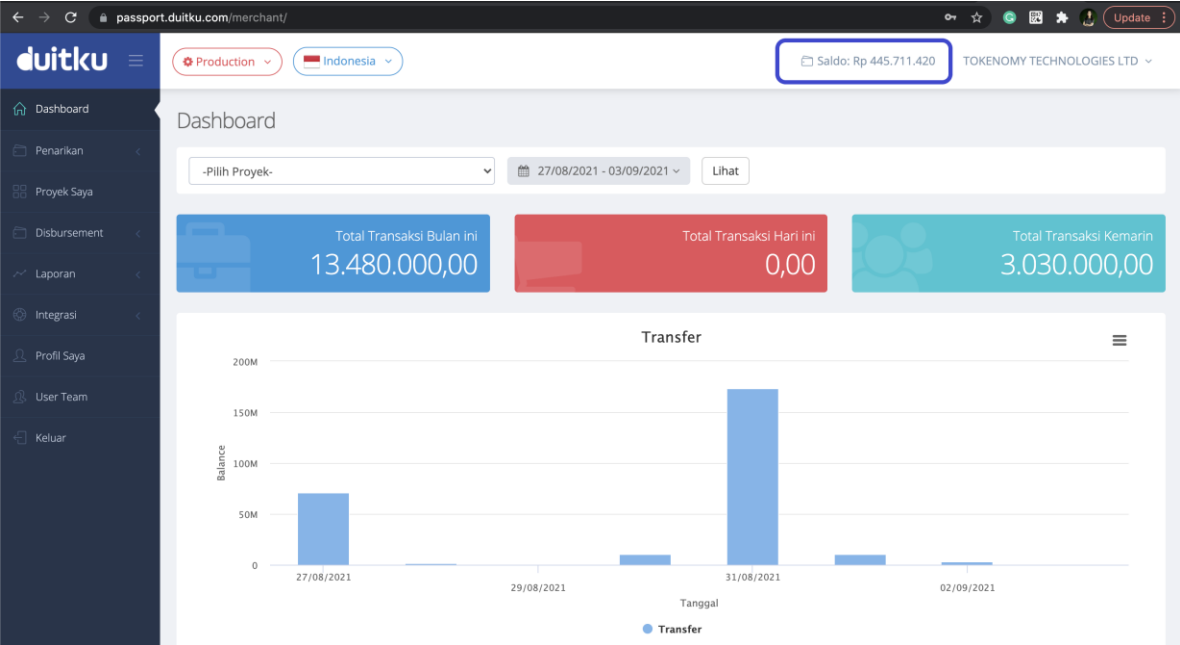 passport.duitku.com/merchant/
Update
duitku
Production
Indonesia
Saldo: Rp 445.711.420
TOKENOMY TECHNOLOGIES LTD
Dashboard
Penarikan
Proyek Saya
Disbursement
Laporan
Integrasi
Profil Saya
User Team
Keluar
Dashboard
-Pilih Proyek-
27/08/2021 - 03/09/2021
Lihat
Total Transaksi Bulan ini
13.480.000,00
Total Transaksi Hari ini
0,00
Total Transaksi Kemarin
3.030.000,00
Transfer
Balance
200M
150M
100M
50M
0
27/08/2021
29/08/2021
31/08/2021
02/09/2021
Tanggal
Transfer